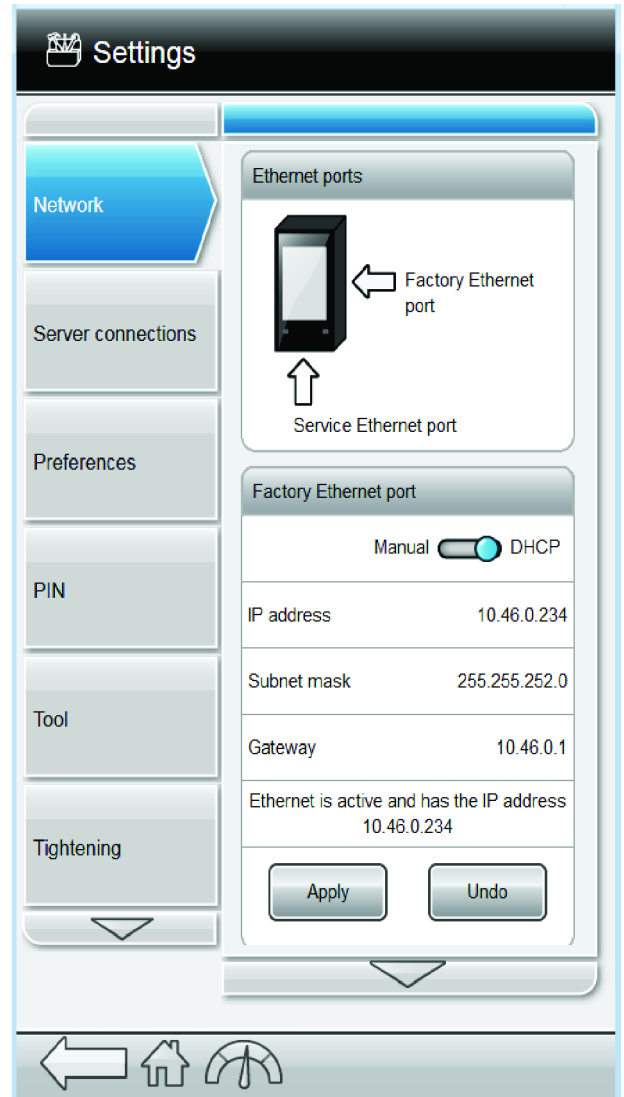 Settings
Network
Server connections
Preferences
PIN
Tool
Tightening
Ethernet ports
Factory Ethernet
port
Service Ethernet port
Factory Ethernet port
Manual DHCP
IP address 10.46.0.234
Subnet mask 255.255.252.0
Gateway 10.46.0.1
Ethernet is active and has the IP address
10.46.0.234
Apply Undo